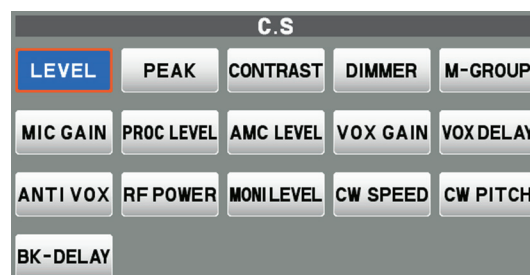 C.S
LEVEL PEAK CONTRAST DIMMER M-GROUP
MIC GAIN PROC LEVEL AMC LEVEL VOX GAIN VOX DELAY
ANTI VOX RF POWER MONI LEVEL CW SPEED CW PITCH
BK-DELAY